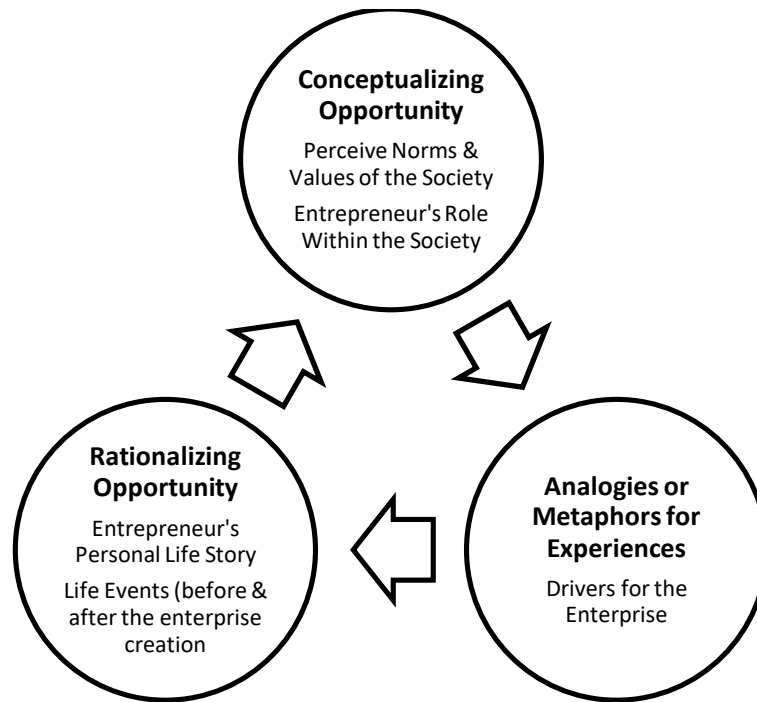 Conceptualizing
Opportunity
Perceive Norms &
Values of the Society
Entrepreneur's Role
Within the Society
Rationalizing
Opportunity
Entrepreneur's
Personal Life Story
Life Events (before &
after the enterprise
creation
Analogies or
Metaphors for
Experiences
Drivers for the
Enterprise